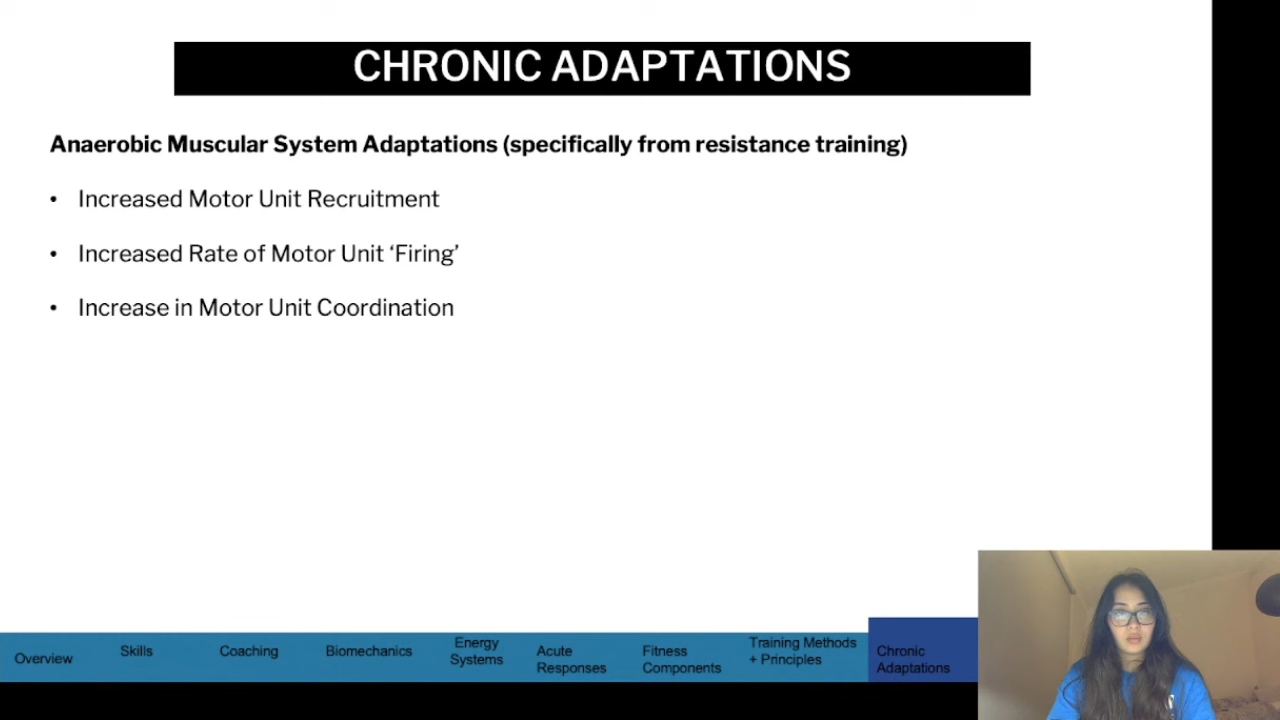 CHRONIC ADAPTATIONS
Anaerobic Muscular System Adaptations (specifically from resistance training)
• Increased Motor Unit Recruitment
• Increased Rate of Motor Unit ‘Firing’
• Increase in Motor Unit Coordination
Overview
Skills
Coaching
Biomechanics
Energy
Systems
Acute
Responses
Fitness
Components
Training Methods
+ Principles
Chronic
Adaptations